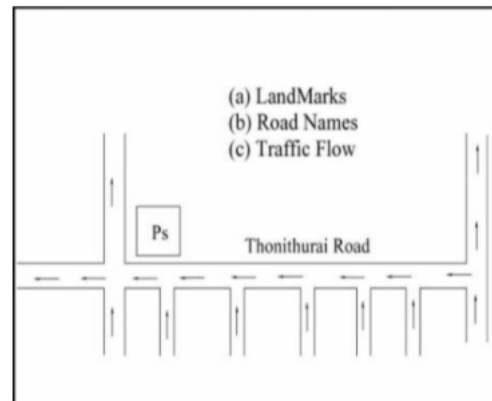 (a) LandMarks
(b) Road Names
(c) Traffic Flow
Ps
Thonithurai Road